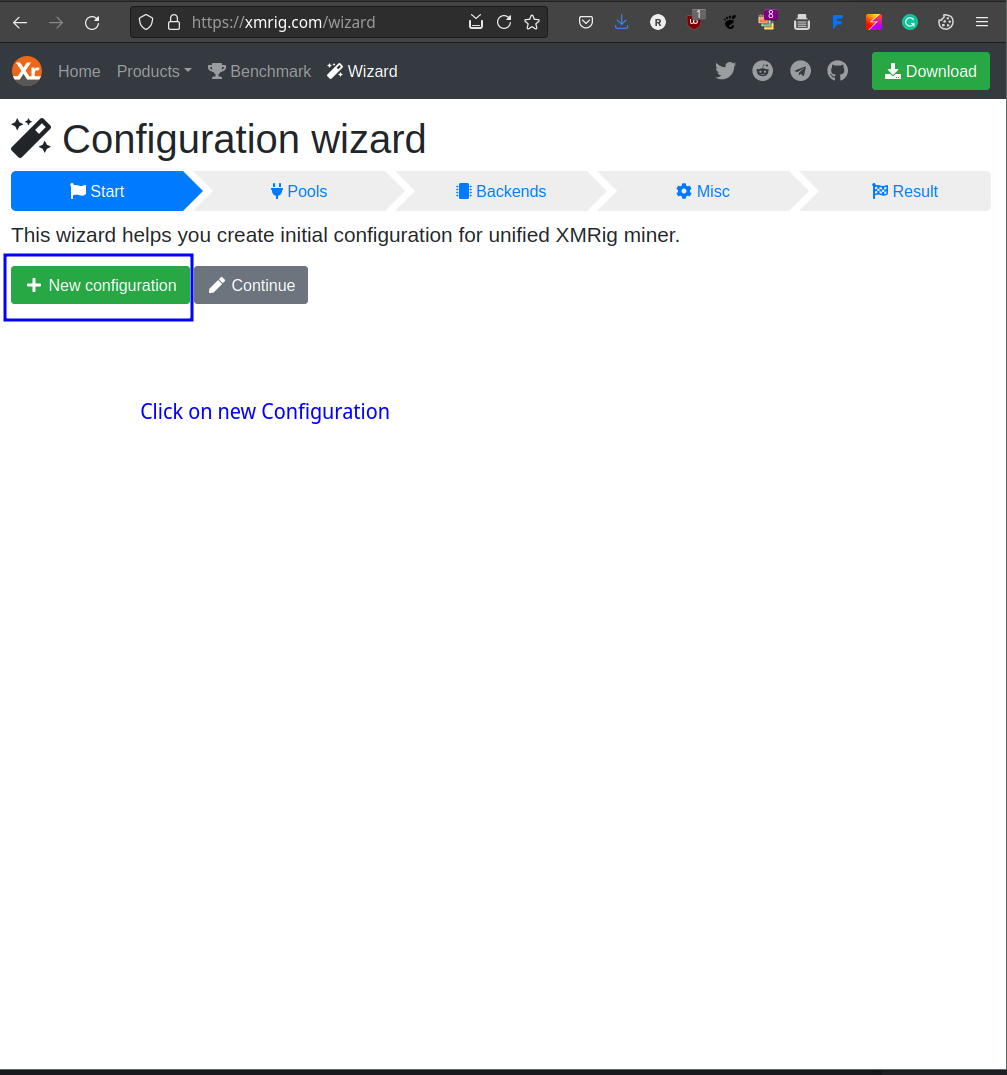 https://xmrig.com/wizard
R
1
8
F
G
Xr Home Products Benchmark Wizard Download
Configuration wizard
Start Pools Backends Misc Result
This wizard helps you create initial configuration for unified XMRig miner.
New configuration Continue
Click on new Configuration